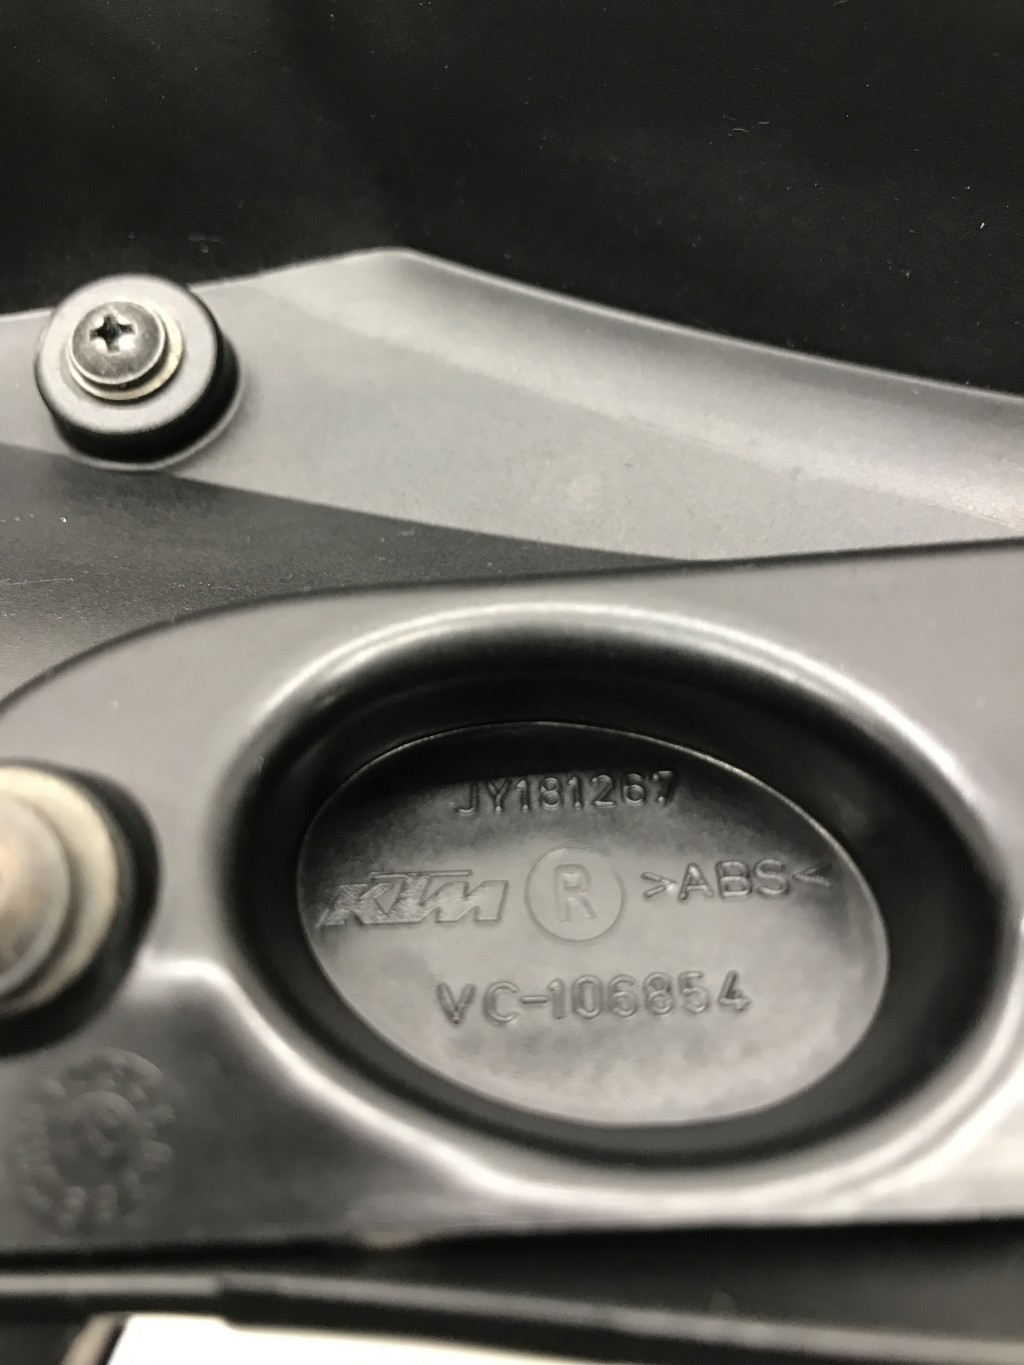 JY181267
KTM R >ABS<
VC-106854